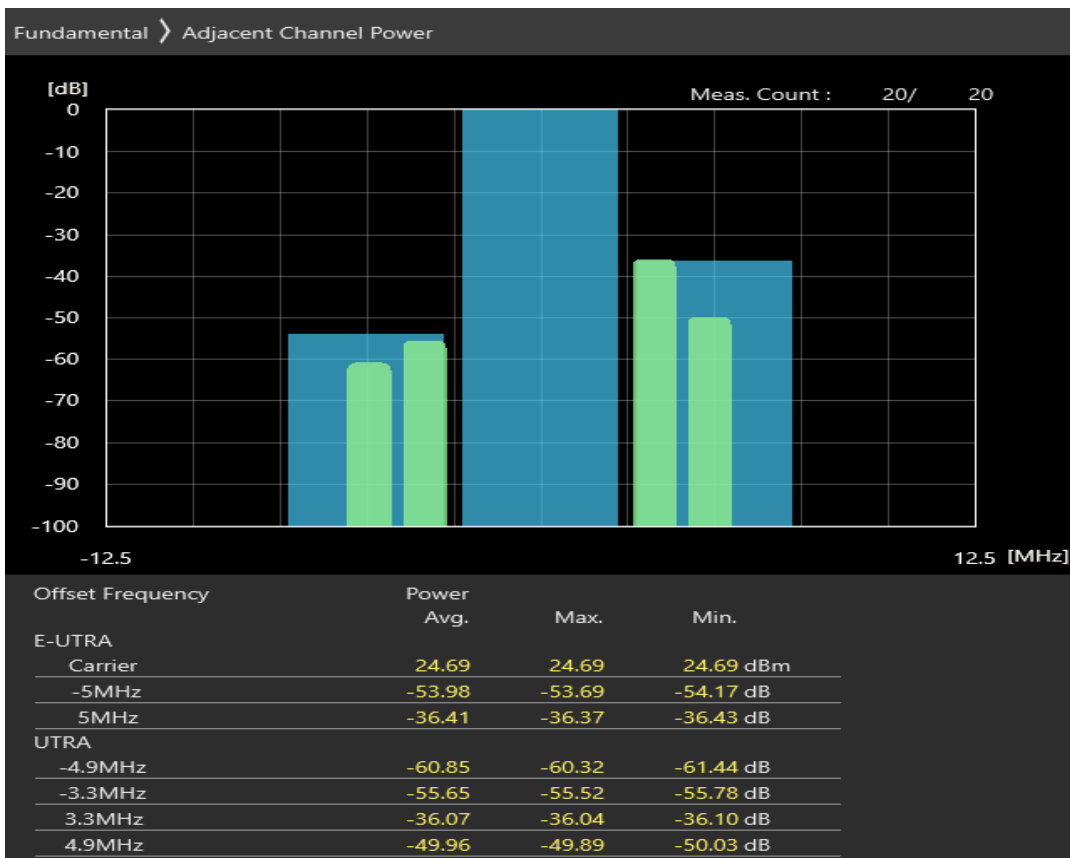 Fundamental 〉 Adjacent Channel Power
[dB]
Meas. Count : 20/ 20
0
-10
-20
-30
-40
-50
-60
-70
-80
-90
-100
-12.5 12.5 [MHz]
Offset Frequency Power
Avg. Max. Min.
E-UTRA
Carrier 24.69 24.69 24.69 dBm
-5MHz -53.98 -53.69 -54.17 dB
5MHz -36.41 -36.37 -36.43 dB
UTRA
-4.9MHz -60.85 -60.32 -61.44 dB
-3.3MHz -55.65 -55.52 -55.78 dB
3.3MHz -36.07 -36.04 -36.10 dB
4.9MHz -49.96 -49.89 -50.03 dB